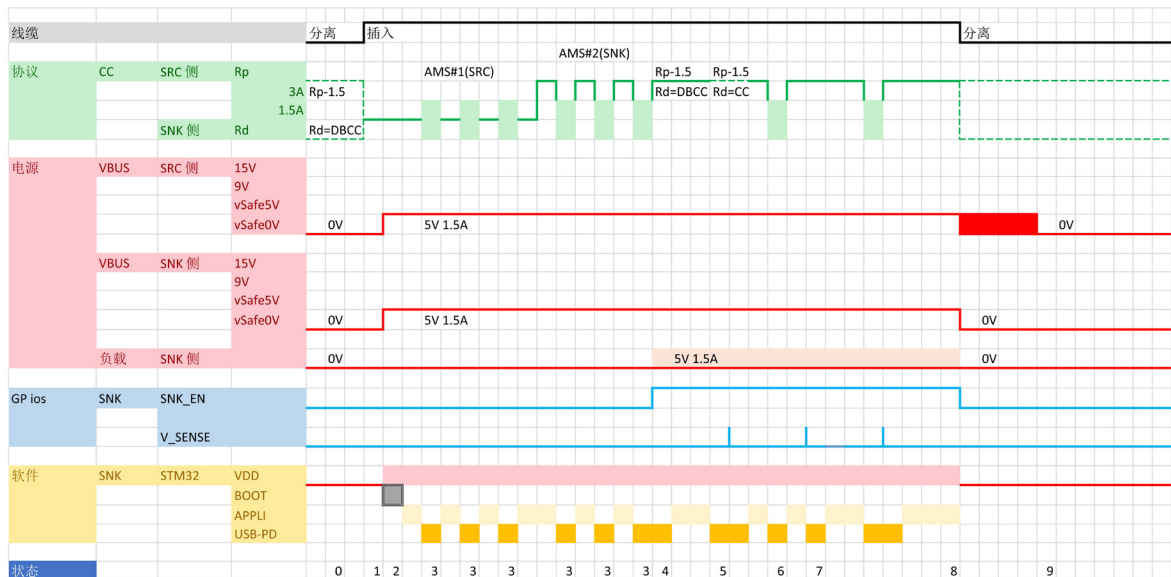 线缆 分离 插入 分离
AMS#2(SNK)
协议 CC SRC 侧 Rp AMS#1(SRC) Rp-1.5 Rp-1.5
3A Rp-1.5 Rd=DBCC Rd=CC
1.5A
SNK 侧 Rd Rd=DBCC
电源 VBUS SRC 侧 15V
9V
vSafe5V
vSafe0V 0V 5V 1.5A 0V
VBUS SNK 侧 15V
9V
vSafe5V
vSafe0V 0V 5V 1.5A 0V
负载 SNK 侧 0V 5V 1.5A 0V
GP ios SNK SNK_EN
V_SENSE
软件 SNK STM32 VDD
BOOT
APPLI
USB-PD
状态 0 1 2 3 3 3 3 3 3 4 5 6 7 8 9